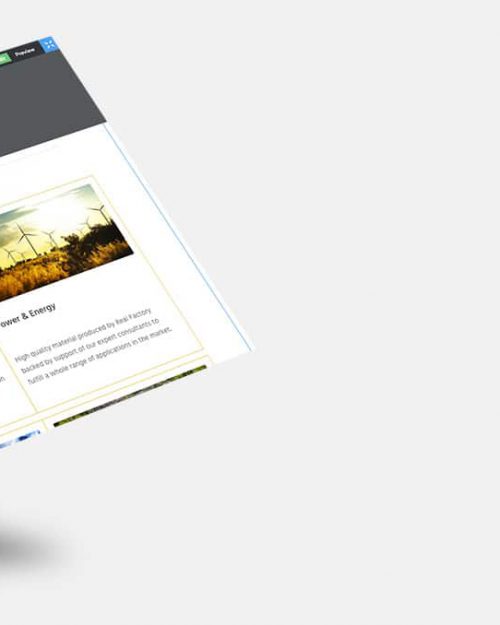 Preview
ower & Energy
High quality material produced by Real Factory
backed by support of our expert consultants to
fulfill a whole range of applications in the market.